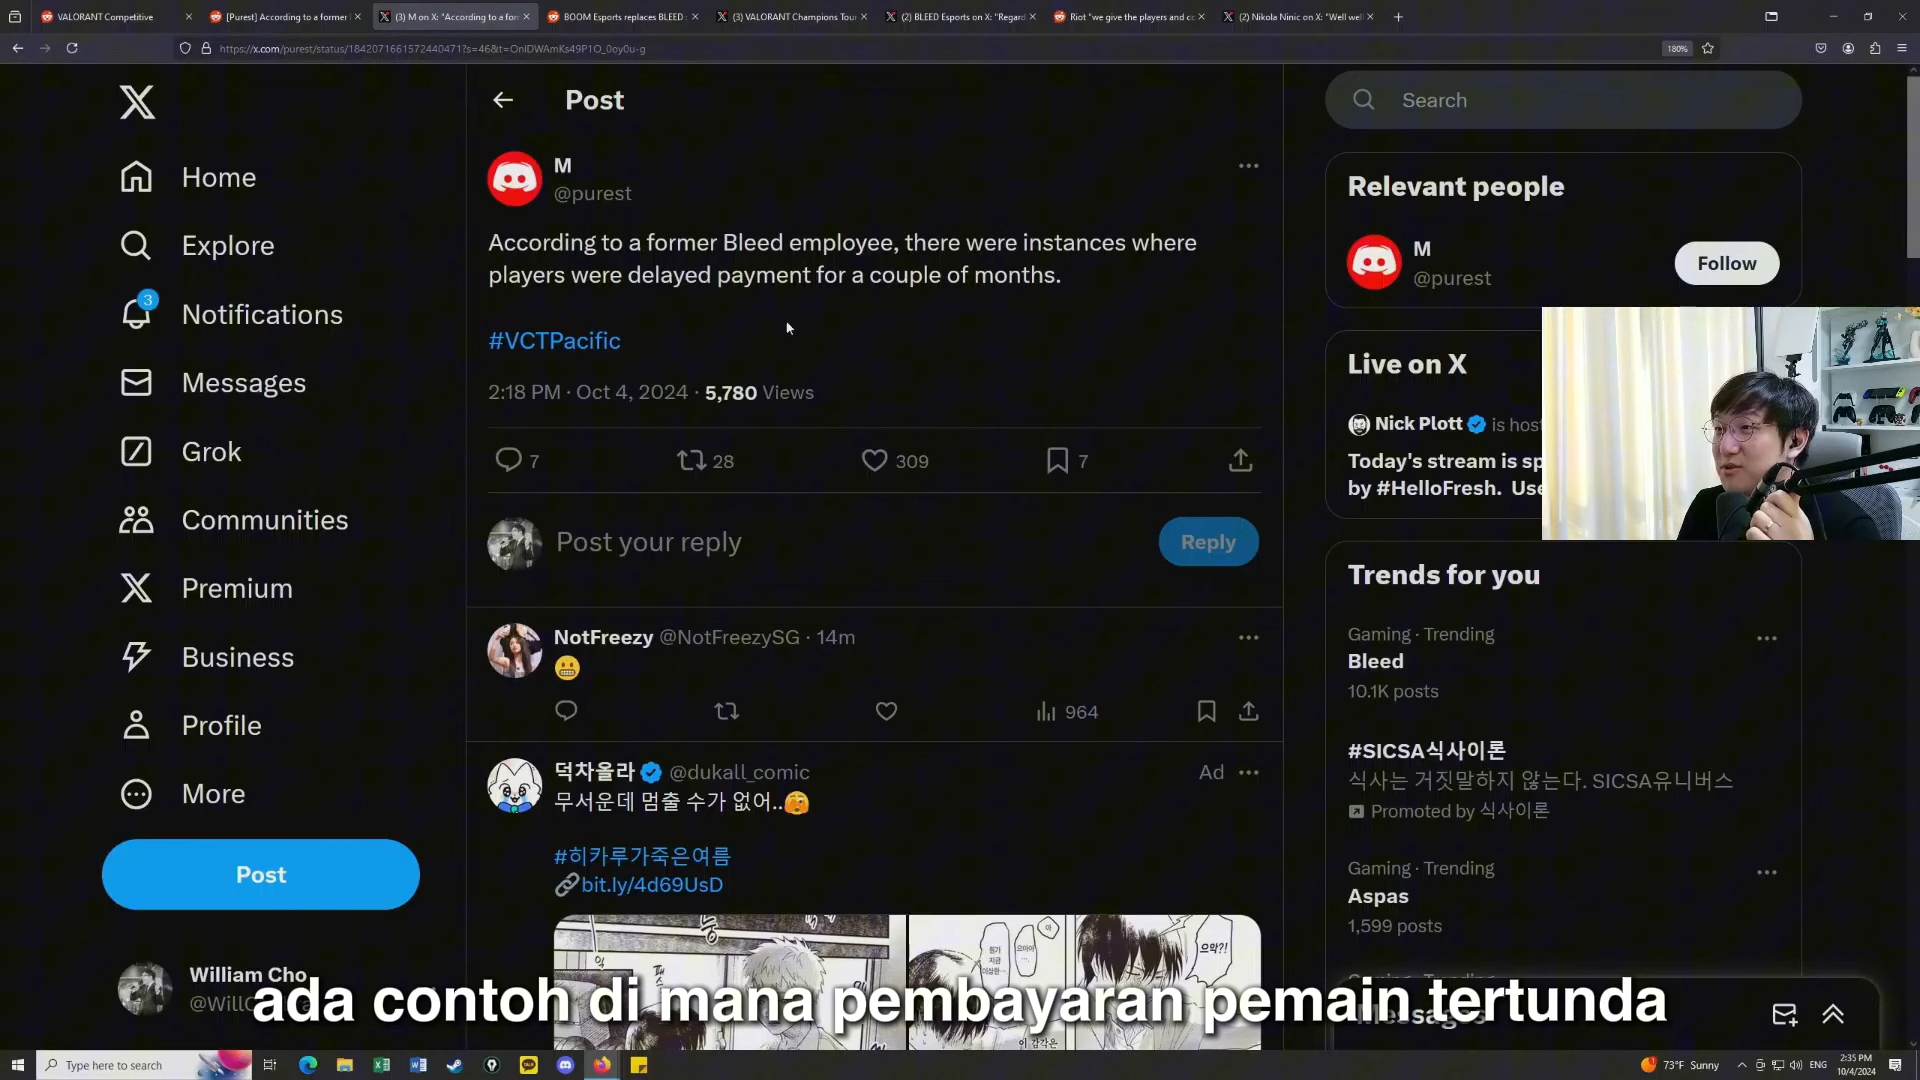 VALORANT Competitive
[Purest] According to a former
(3) M on X: "According to a for
BOOM Esports replaces BLEED
(3) VALORANT Champions Tour
(2) BLEED Esports on X: "Regard
Riot "we give the players and co
(2) Nikola Ninic on X: "Well wel
https://x.com/purest/status/1842071661572440471?s=46&t=OnIDWAmKs49P1O_0oy0u-g
180%
Home
Explore
3
Notifications
Messages
Grok
Communities
Premium
Business
Profile
More
Post
William Cho
Post
M
@purest
According to a former Bleed employee, there were instances where
players were delayed payment for a couple of months.
#VCTPacific
2:18 PM · Oct 4, 2024 · 5,780 Views
7
28
309
7
Post your reply
Reply
NotFreezy @NotFreezySG · 14m
😬
964
덕차올라 @dukall_comic
Ad
무서운데 멈출 수가 없어..🫣
#히카루가죽은여름
bit.ly/4d69UsD
Search
Relevant people
M
@purest
Follow
Live on X
Nick Plott is host
Today's stream is sp
by #HelloFresh. Use
Trends for you
Gaming · Trending
Bleed
10.1K posts
#SICSA식사이론
식사는 거짓말하지 않는다. SICSA유니버스
Promoted by 식사이론
Gaming · Trending
Aspas
1,599 posts
Messages
ada contoh di mana pembayaran pemain tertunda
Type here to search
73°F Sunny
ENG
2:35 PM
10/4/2024